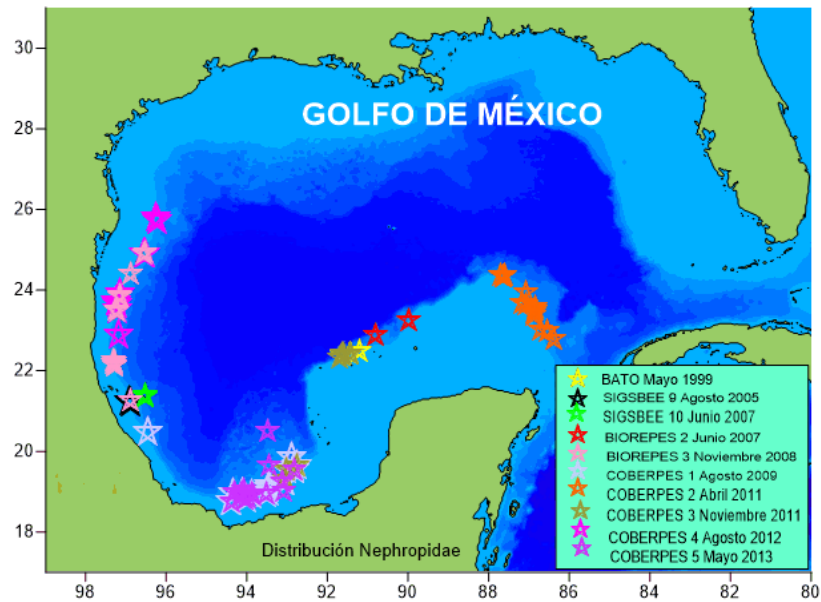 30
28
26
24
22
20
18
GOLFO DE MÉXICO
BATO Mayo 1999
SIGSBEE 9 Agosto 2005
SIGSBEE 10 Junio 2007
BIOREPES 2 Junio 2007
BIOREPES 3 Noviembre 2008
COBERPES 1 Agosto 2009
COBERPES 2 Abril 2011
COBERPES 3 Noviembre 2011
COBERPES 4 Agosto 2012
COBERPES 5 Mayo 2013
Distribución Nephropidae
98 96 94 92 90 88 86 84 82 80